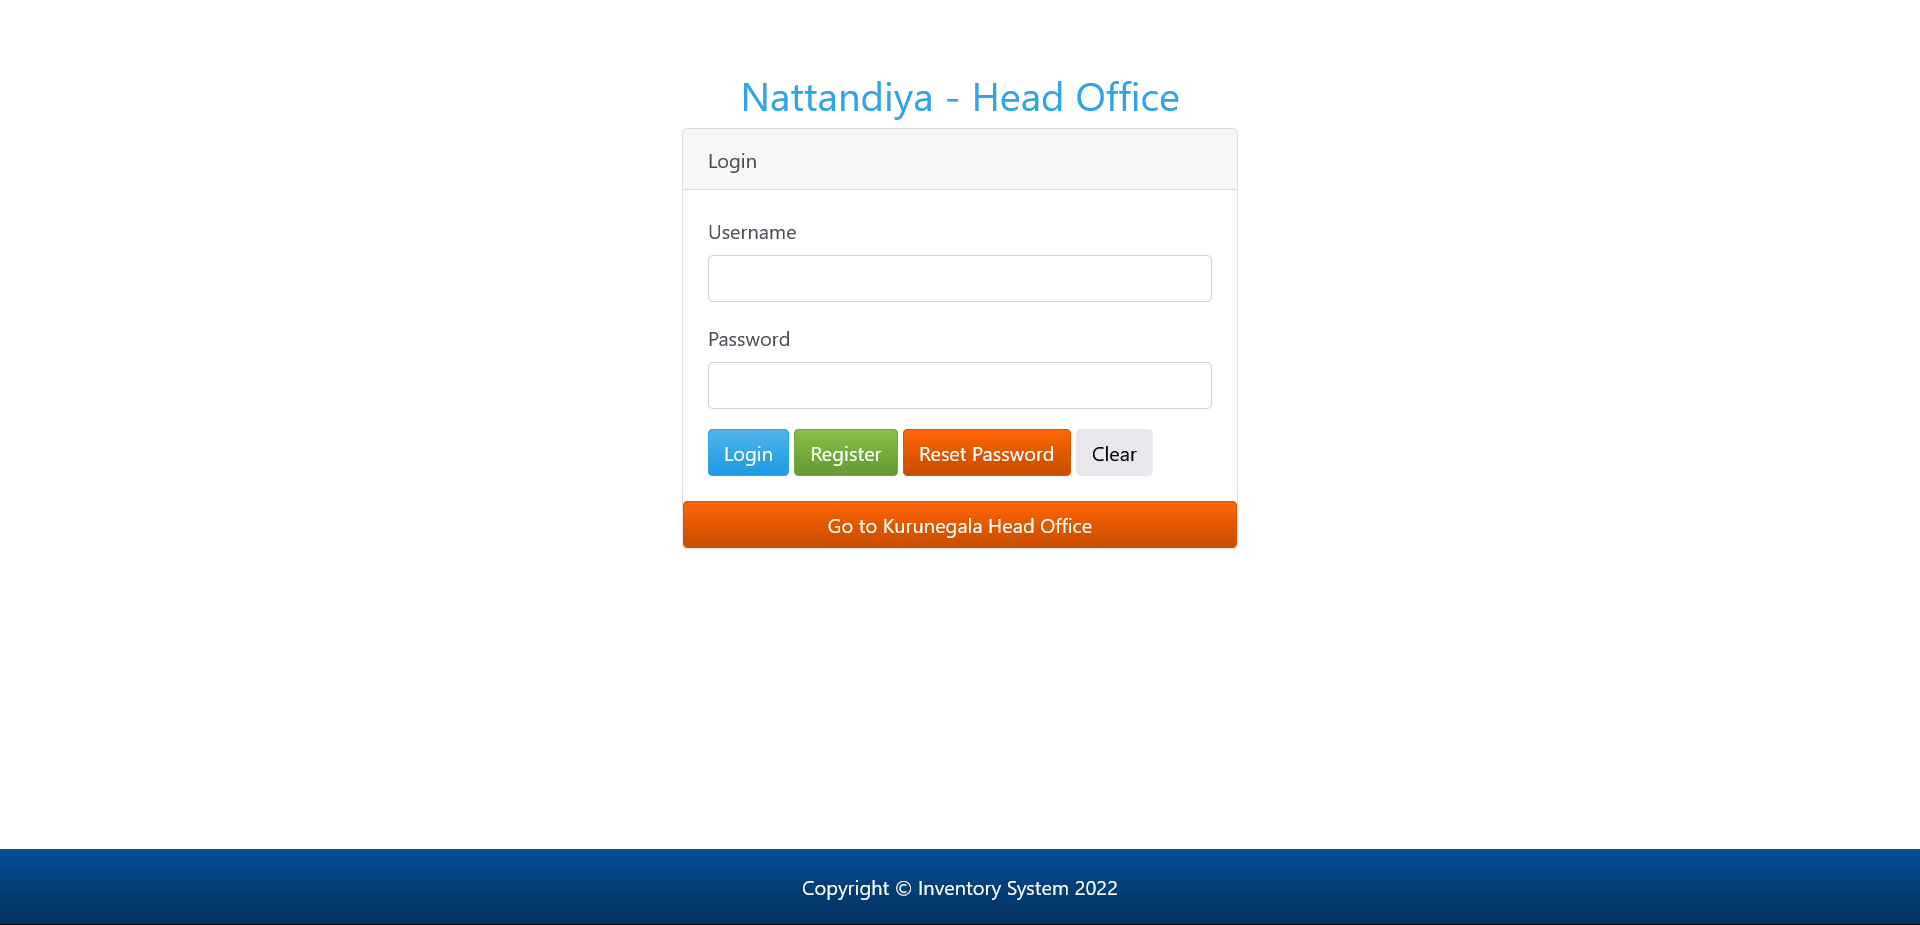 Nattandiya - Head Office
Login
Username
Password
Login Register Reset Password Clear
Go to Kurunegala Head Office
Copyright © Inventory System 2022